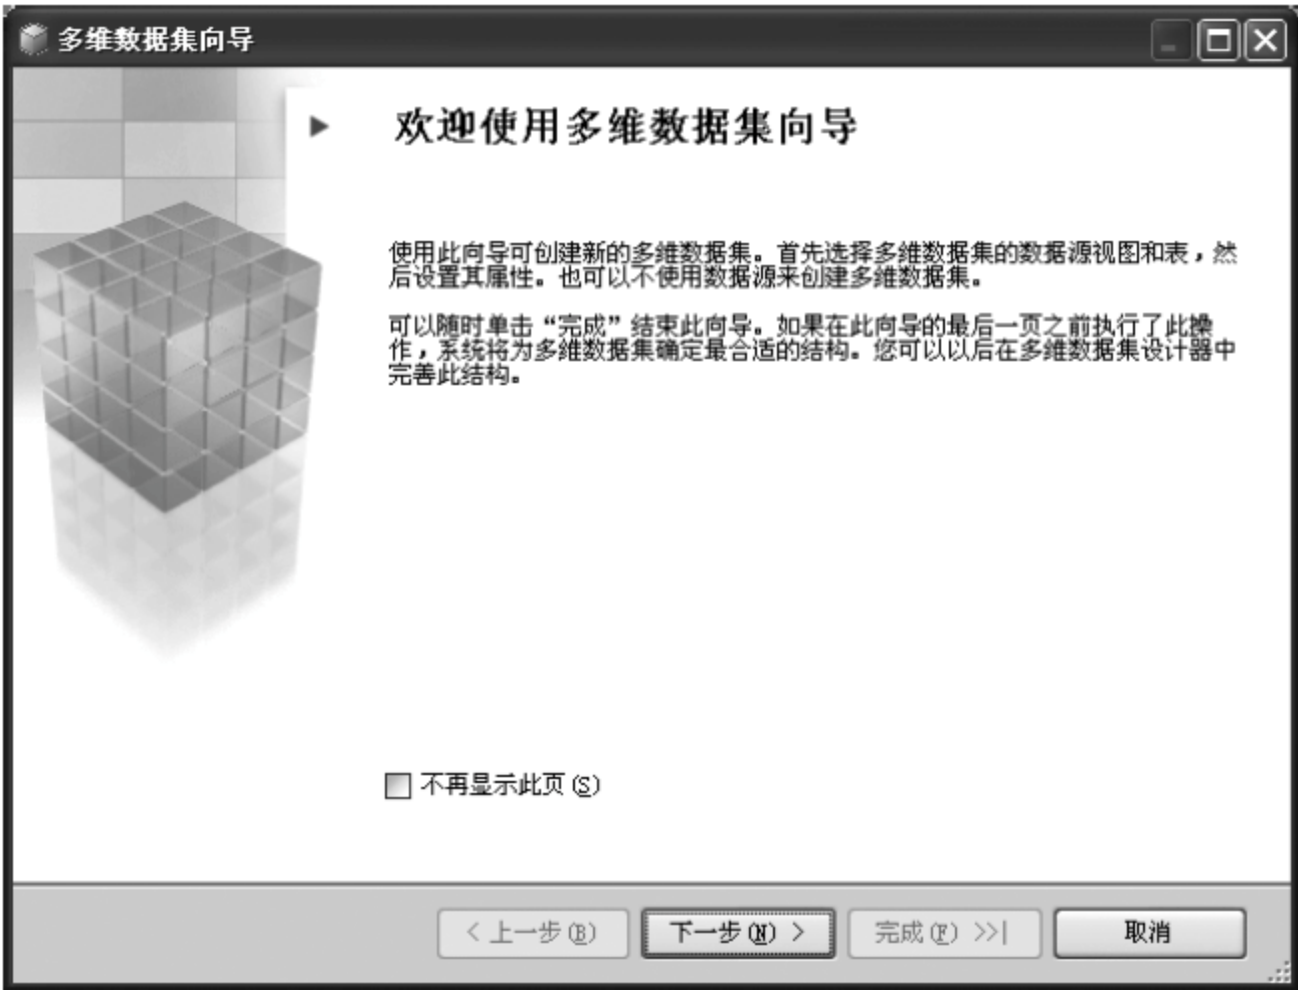 多维数据集向导
欢迎使用多维数据集向导
使用此向导可创建新的多维数据集。首先选择多维数据集的数据源视图和表，然
后设置其属性。也可以不使用数据源来创建多维数据集。
可以随时单击“完成”结束此向导。如果在此向导的最后一页之前执行了此操
作，系统将为多维数据集确定最合适的结构。您可以以后在多维数据集设计器中
完善此结构。
不再显示此页(S)
< 上一步(B)
下一步(N) >
完成(F) >>|
取消